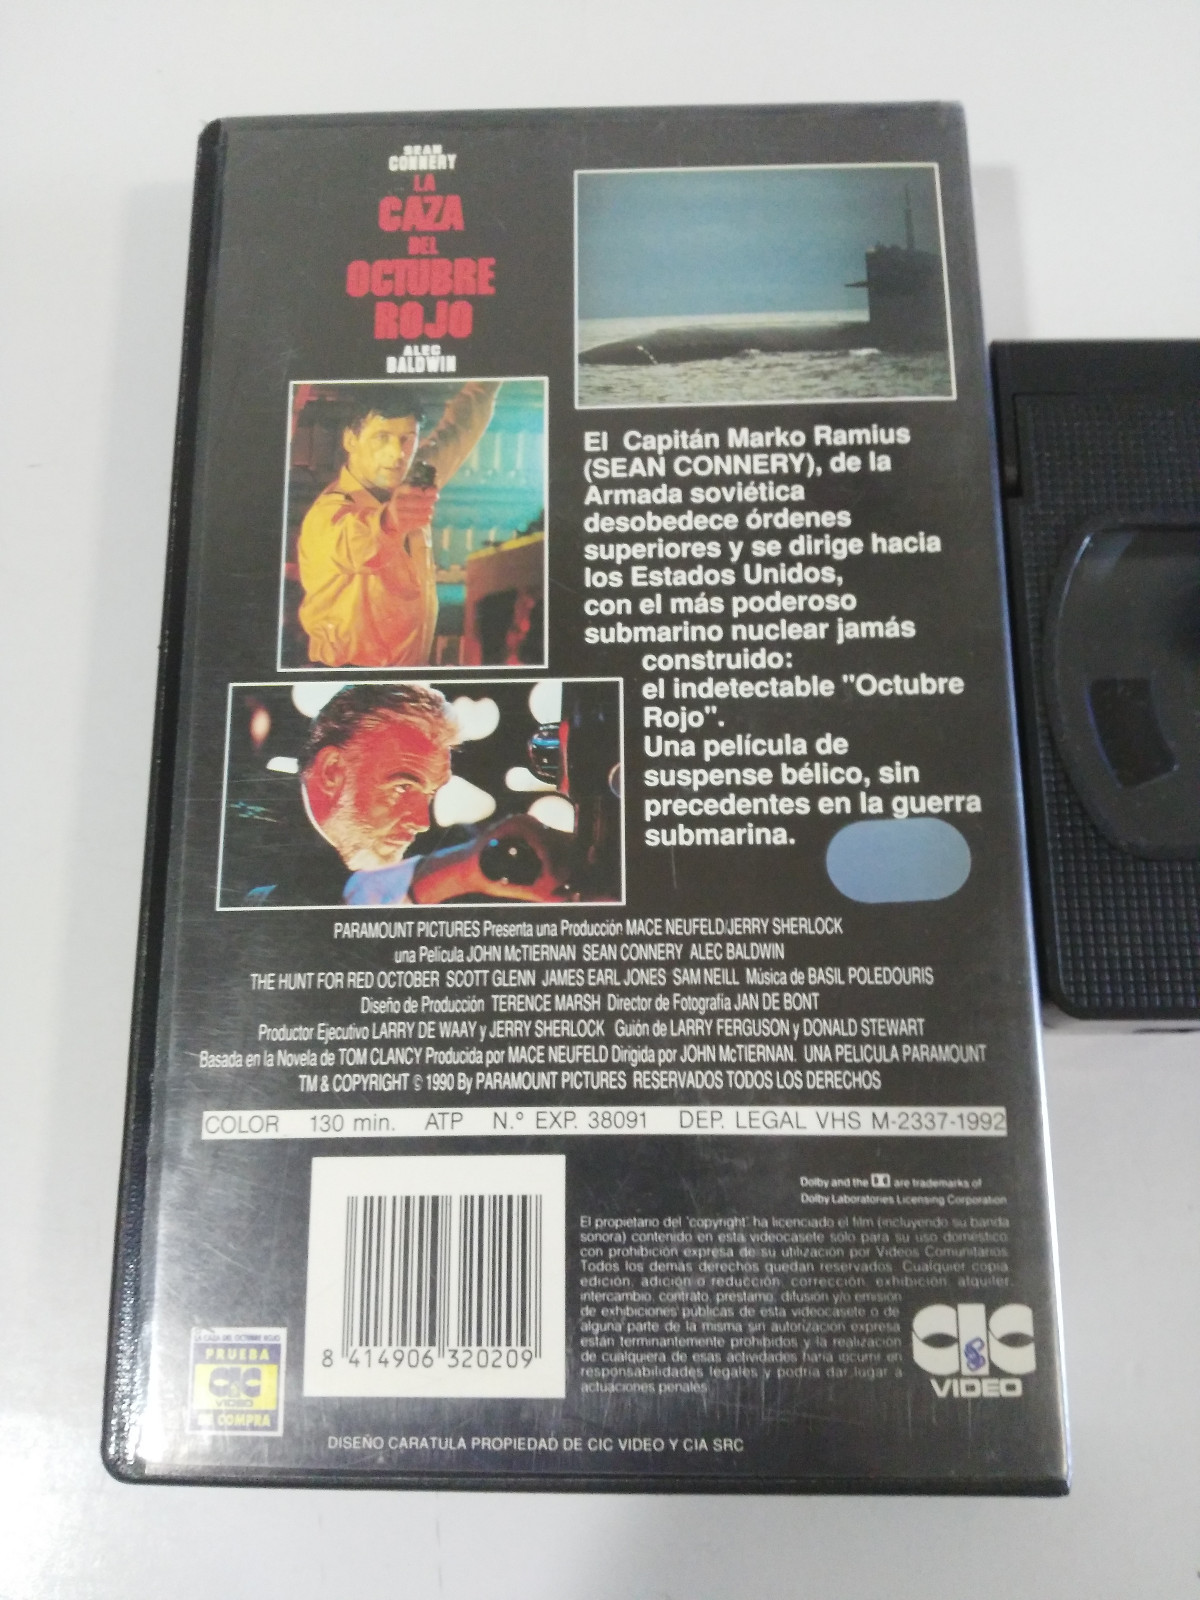 SEAN
CONNERY
LA
CAZA
DEL
OCTUBRE
ROJO
ALEC
BALDWIN
El Capitán Marko Ramius
(SEAN CONNERY), de la
Armada soviética
desobedece órdenes
superiores y se dirige hacia
los Estados Unidos,
con el más poderoso
submarino nuclear jamás
construido:
el indetectable "Octubre
Rojo".
Una película de
suspense bélico, sin
precedentes en la guerra
submarina.
PARAMOUNT PICTURES Presenta una Producción MACE NEUFELD/JERRY SHERLOCK
una Película JOHN McTIERNAN SEAN CONNERY ALEC BALDWIN
THE HUNT FOR RED OCTOBER SCOTT GLENN JAMES EARL JONES SAM NEILL Música de BASIL POLEDOURIS
Diseño de Producción TERENCE MARSH Director de Fotografía JAN DE BONT
Productor Ejecutivo LARRY DE WAAY y JERRY SHERLOCK Guión de LARRY FERGUSON y DONALD STEWART
Basada en la Novela de TOM CLANCY Producida por MACE NEUFELD Dirigida por JOHN McTIERNAN. UNA PELICULA PARAMOUNT
TM & COPYRIGHT © 1990 By PARAMOUNT PICTURES RESERVADOS TODOS LOS DERECHOS
COLOR 130 min. ATP N.º EXP. 38091 DEP. LEGAL VHS M-2337-1992
Dolby and the DD are trademarks of
Dolby Laboratories Licensing Corporation
El propietario del 'copyright' ha licenciado el film (incluyendo su banda
sonora) contenido en esta videocasete sólo para su uso doméstico
con prohibición expresa de su utilización por Vídeos Comunitarios.
Todos los demás derechos quedan reservados. Cualquier copia
edición, adición o reducción, corrección, exhibición, alquiler,
intercambio, contrato, préstamo, difusión y/o emisión
de exhibiciones públicas de esta videocasete o de
alguna parte de la misma sin autorización expresa
están terminantemente prohibidos y la realización
de cualquiera de esas actividades haría incurrir en
responsabilidades legales y podría dar lugar a
actuaciones penales
CIC
VIDEO
8 414906 320209
LA CAZA DEL OCTUBRE ROJO
PRUEBA
CIC
VIDEO
DE COMPRA
DISEÑO CARATULA PROPIEDAD DE CIC VIDEO Y CIA SRC